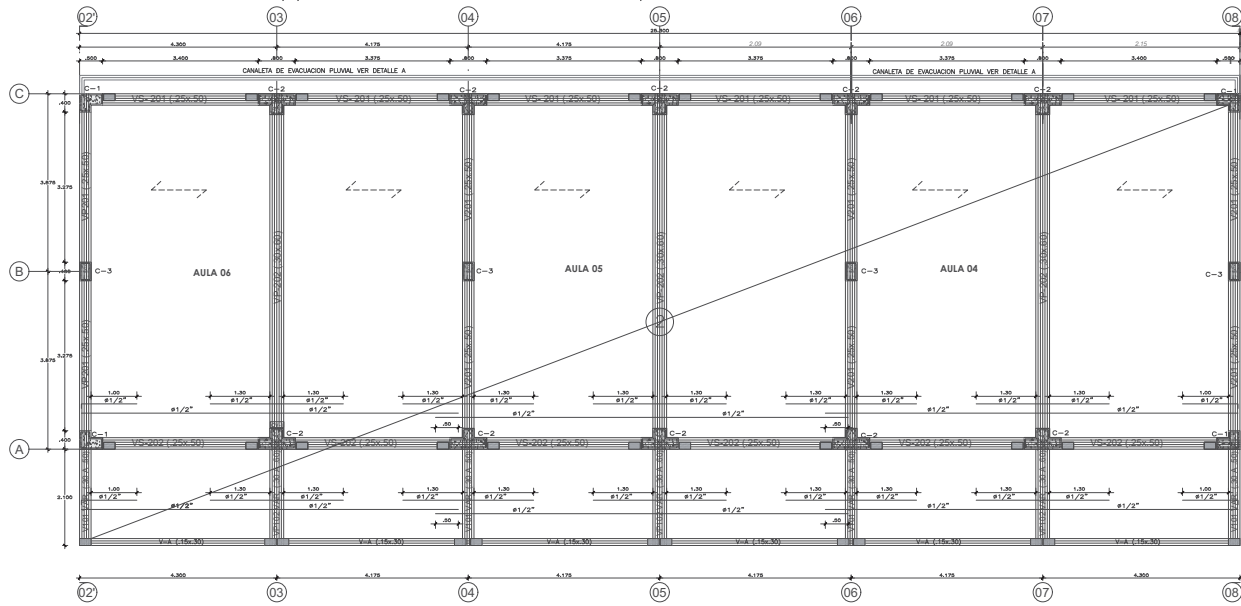 02' 03 04 05 06 07 08
25.300
4.300 4.175 4.175 2.09 2.09 2.15
.500 3.400 .800 3.375 .800 3.375 .800 3.375 .800 3.375 .800 3.400 .500
CANALETA DE EVACUACION PLUVIAL VER DETALLE A CANALETA DE EVACUACION PLUVIAL VER DETALLE A
C-1 C-2 C-2 C-2 C-2 C-2 C-1
C
VS-201 (.25x.50) VS-201 (.25x.50) VS-201 (.25x.50) VS-201 (.25x.50) VS-201 (.25x.50) VS-201 (.25x.50)
.400
3.875 3.275
VP201 (.25x.50) VP-202 (.30x.60) V201 (.25x.50) VP-202 (.30x.60) V201 (.25x.50) VP-202 (.30x.60)
B
C-3 C-3 C-3 C-3
AULA 06 AULA 05 AULA 04
2
3.875 3.275
VP201 (.25x.50) V201 (.25x.50) V201 (.25x.50)
1.00 1.30 1.30 1.30 1.30 1.30 1.30 1.30 1.30 1.30 1.30 1.00
ø1/2" ø1/2" ø1/2" ø1/2" ø1/2" ø1/2" ø1/2" ø1/2" ø1/2" ø1/2" ø1/2" ø1/2"
ø1/2" ø1/2" ø1/2" ø1/2" ø1/2" ø1/2"
.50 .50
.400
C-1 C-2 C-2 C-2 C-2 C-2 C-1
A
VS-202 (.25x.50) VS-202 (.25x.50) VS-202 (.25x.50) VS-202 (.25x.50) VS-202 (.25x.50) VS-202 (.25x.50)
2.100
1.00 1.30 1.30 1.30 1.30 1.30 1.30 1.30 1.30 1.30 1.30 1.00
ø1/2" ø1/2" ø1/2" ø1/2" ø1/2" ø1/2" ø1/2" ø1/2" ø1/2" ø1/2" ø1/2" ø1/2"
ø1/2" ø1/2" ø1/2" ø1/2"
.50 .50
V-A (.15x.30) V-A (.15x.30) V-A (.15x.30) V-A (.15x.30) V-A (.15x.30) V-A (.15x.30)
4.300 4.175 4.175 4.175 4.175 4.300
02' 03 04 05 06 07 08